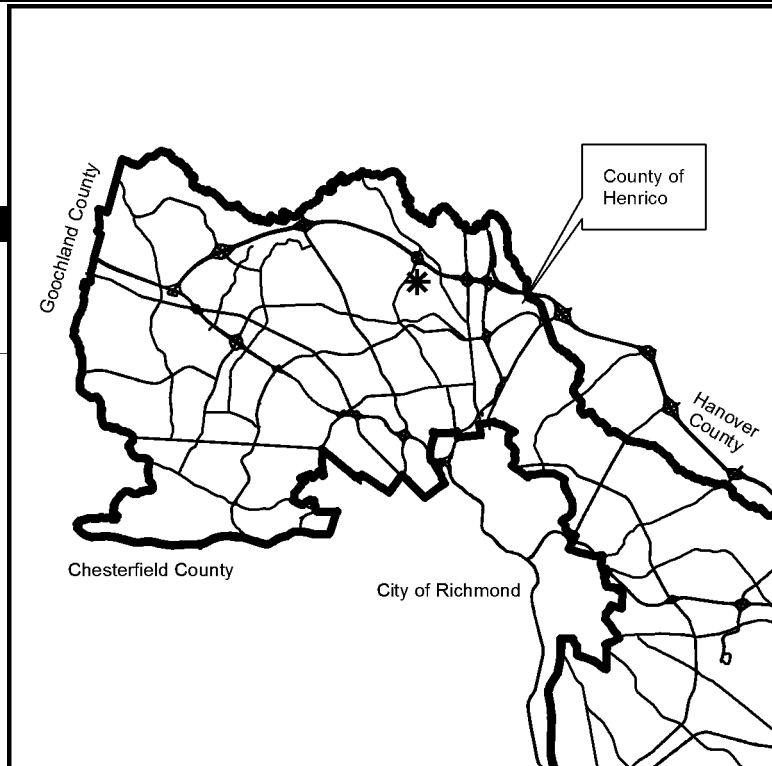 County of
Henrico
Goochland County
Hanover
County
Chesterfield County
City of Richmond